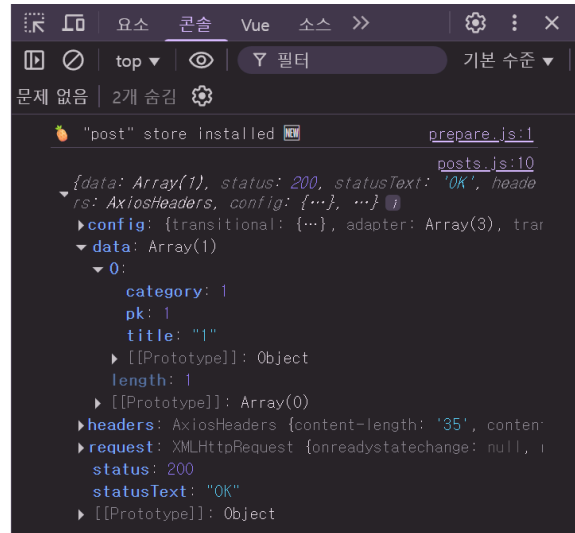 요소 콘솔 Vue 소스 >>
top ▼ 필터 기본 수준 ▼
문제 없음 2개 숨김
🍍 "post" store installed 🆕 prepare.js:1
posts.js:10
{data: Array(1), status: 200, statusText: 'OK', heade
rs: AxiosHeaders, config: {…}, …} i
▶config: {transitional: {…}, adapter: Array(3), tran
▼data: Array(1)
▼0:
category: 1
pk: 1
title: "1"
▶[[Prototype]]: Object
length: 1
▶[[Prototype]]: Array(0)
▶headers: AxiosHeaders {content-length: '35', content
▶request: XMLHttpRequest {onreadystatechange: null,
status: 200
statusText: "OK"
▶[[Prototype]]: Object